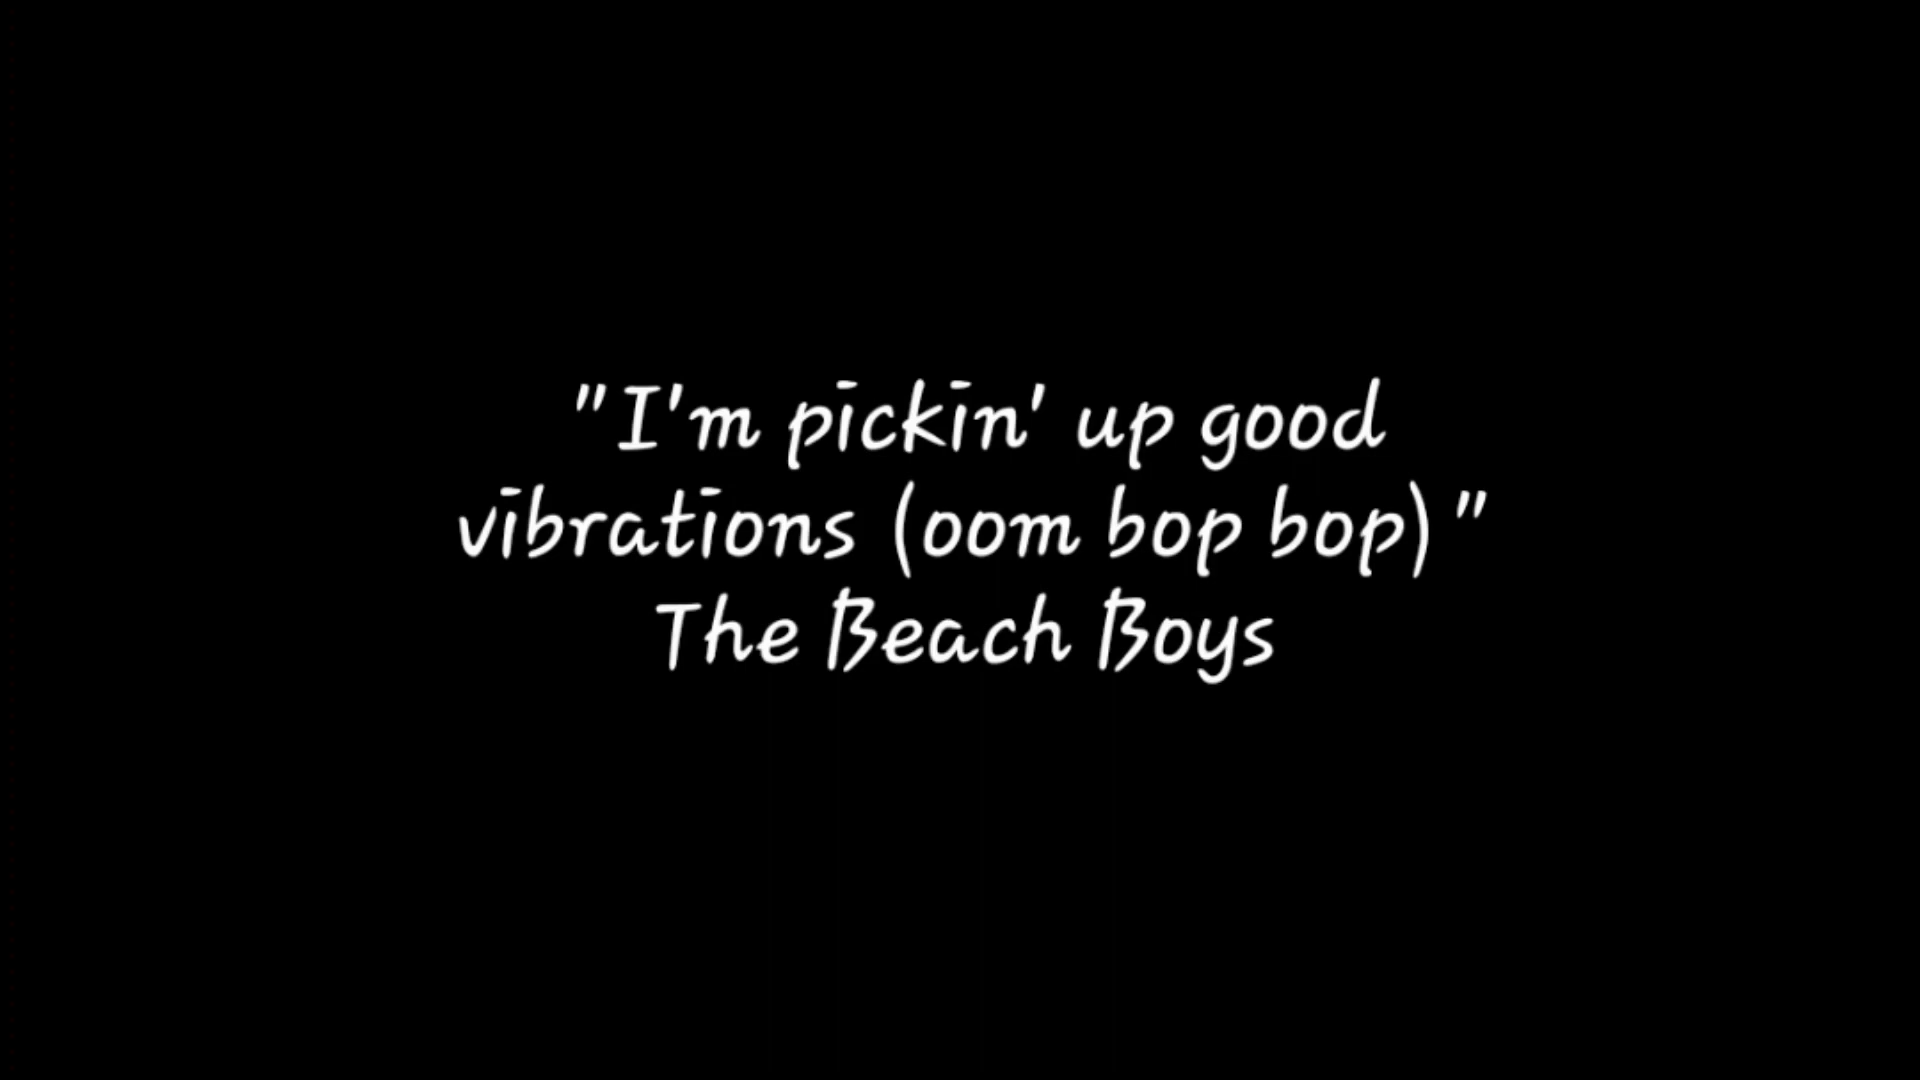 "I'm pickin' up good
vibrations (oom bop bop) "
The Beach Boys